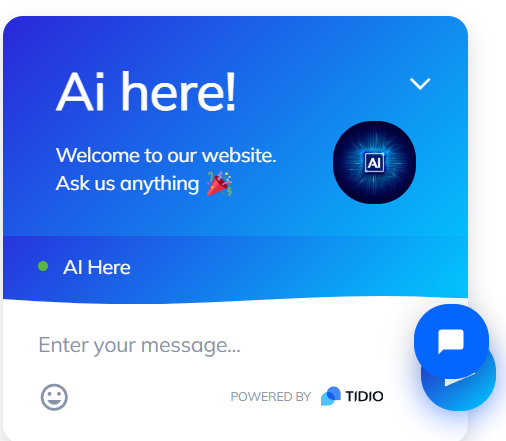 Ai here!
Welcome to our website.
Ask us anything 🎉
AI
AI Here
Enter your message...
POWERED BY TIDIO